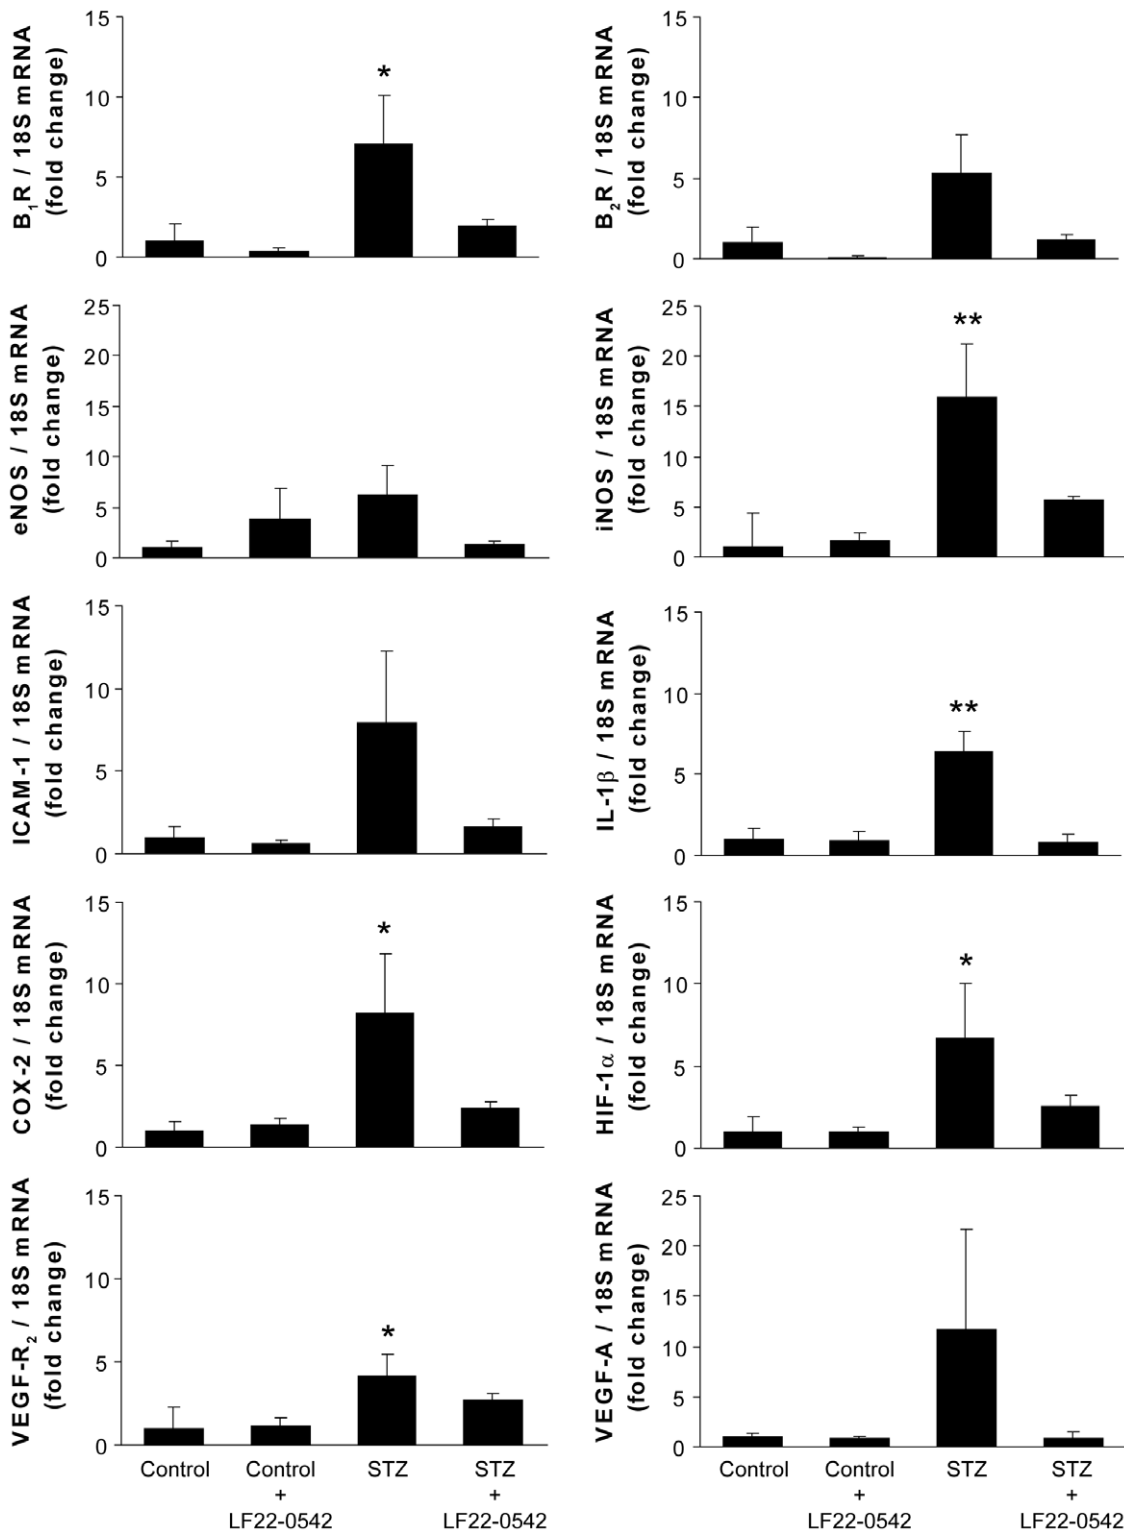 B1R / 18S mRNA
(fold change)
15
10
5
0
*
B2R / 18S mRNA
(fold change)
15
10
5
0
eNOS / 18S mRNA
(fold change)
25
20
15
10
5
0
iNOS / 18S mRNA
(fold change)
25
20
15
10
5
0
**
ICAM-1 / 18S mRNA
(fold change)
15
10
5
0
IL-1β / 18S mRNA
(fold change)
15
10
5
0
**
COX-2 / 18S mRNA
(fold change)
15
10
5
0
*
HIF-1α / 18S mRNA
(fold change)
15
10
5
0
*
VEGF-R2 / 18S mRNA
(fold change)
15
10
5
0
*
VEGF-A / 18S mRNA
(fold change)
25
20
15
10
5
0
Control
Control
+
LF22-0542
STZ
STZ
+
LF22-0542
Control
Control
+
LF22-0542
STZ
STZ
+
LF22-0542